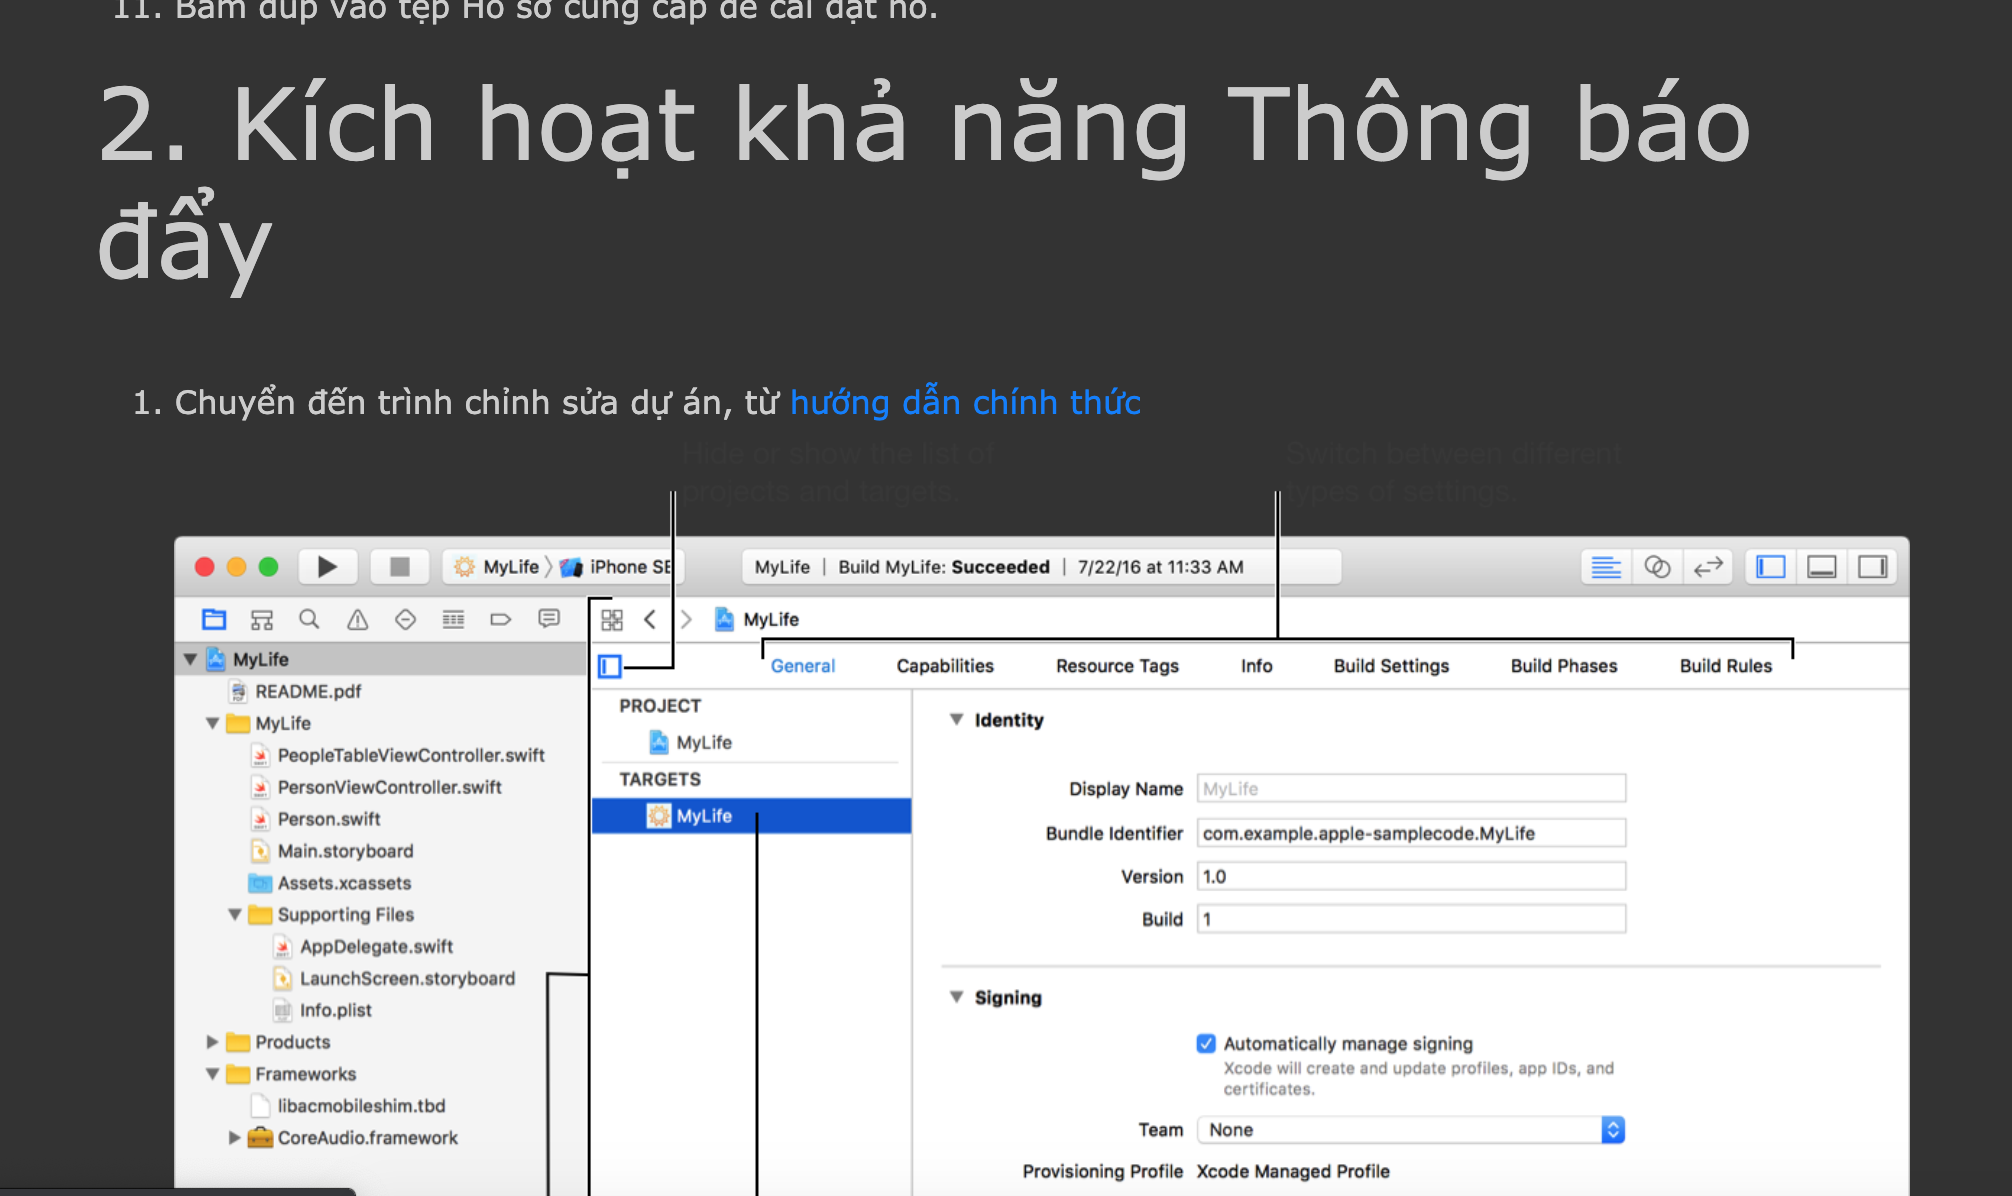 11. Bấm đúp vào tệp Hồ sơ cung cấp để cài đặt nó.
2. Kích hoạt khả năng Thông báo
đẩy
1. Chuyển đến trình chỉnh sửa dự án, từ hướng dẫn chính thức
Hide or show the list of
projects and targets.
Switch between different
types of settings.
MyLife iPhone SE
MyLife | Build MyLife: Succeeded | 7/22/16 at 11:33 AM
MyLife
MyLife
General Capabilities Resource Tags Info Build Settings Build Phases Build Rules
README.pdf
MyLife
PeopleTableViewController.swift
PersonViewController.swift
Person.swift
Main.storyboard
Assets.xcassets
Supporting Files
AppDelegate.swift
LaunchScreen.storyboard
Info.plist
Products
Frameworks
libacmobileshim.tbd
CoreAudio.framework
PROJECT
MyLife
TARGETS
MyLife
Identity
Display Name MyLife
Bundle Identifier com.example.apple-samplecode.MyLife
Version 1.0
Build 1
Signing
Automatically manage signing
Xcode will create and update profiles, app IDs, and
certificates.
Team None
Provisioning Profile Xcode Managed Profile